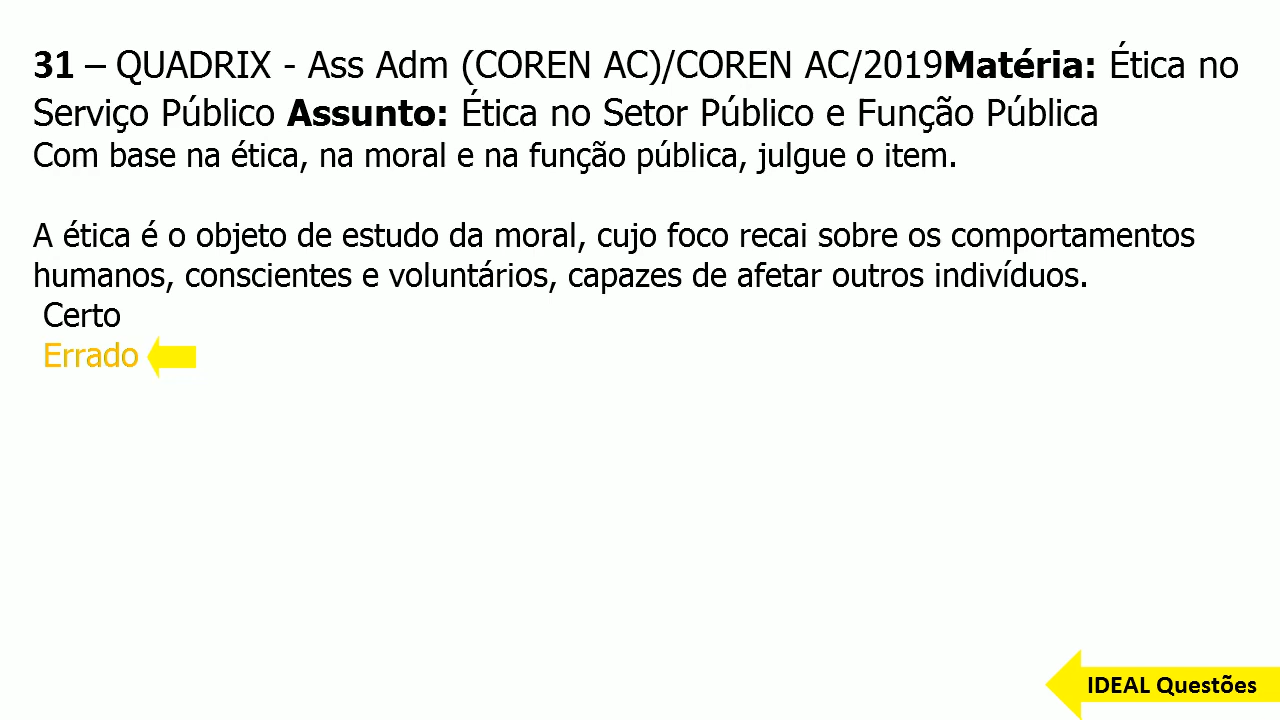 31 – QUADRIX - Ass Adm (COREN AC)/COREN AC/2019Matéria: Ética no
Serviço Público Assunto: Ética no Setor Público e Função Pública
Com base na ética, na moral e na função pública, julgue o item.
A ética é o objeto de estudo da moral, cujo foco recai sobre os comportamentos
humanos, conscientes e voluntários, capazes de afetar outros indivíduos.
Certo
Errado
IDEAL Questões